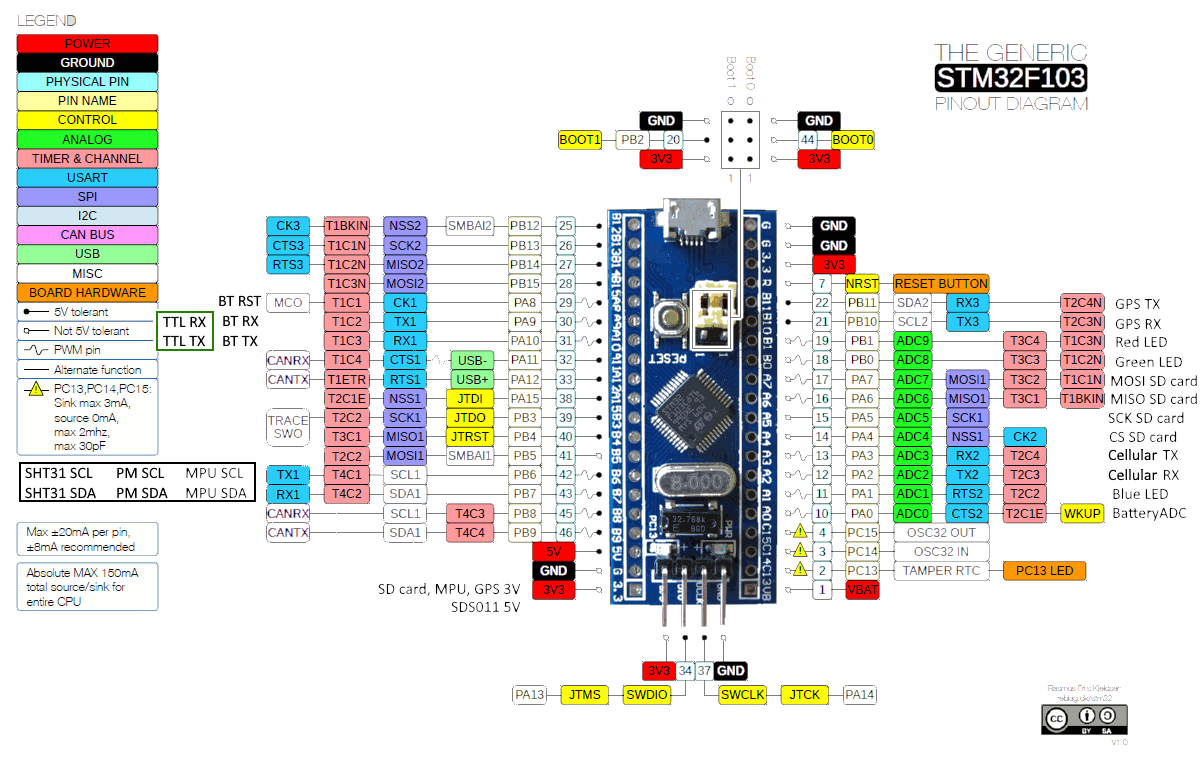 LEGEND
POWER
GROUND
PHYSICAL PIN
PIN NAME
CONTROL
ANALOG
TIMER & CHANNEL
USART
SPI
I2C
CAN BUS
USB
MISC
BOARD HARDWARE
5V tolerant
Not 5V tolerant
PWM pin
Alternate function
PC13,PC14,PC15:
Sink max 3mA,
source 0mA,
max 2mhz,
max 30pF
TTL RX
TTL TX
SHT31 SCL PM SCL MPU SCL
SHT31 SDA PM SDA MPU SDA
Max ±20mA per pin,
±8mA recommended
Absolute MAX 150mA
total source/sink for
entire CPU
THE GENERIC
STM32F103
PINOUT DIAGRAM
Boot 1 o
Boot 0 o
GND GND
BOOT1 PB2 20 44 BOOT0
3V3 3V3
1 1
CK3 T1BKIN NSS2 SMBAI2 PB12 25
CTS3 T1C1N SCK2 PB13 26
RTS3 T1C2N MISO2 PB14 27
T1C3N MOSI2 PB15 28
BT RST MCO T1C1 CK1 PA8 29
BT RX T1C2 TX1 PA9 30
BT TX T1C3 RX1 PA10 31
CANRX T1C4 CTS1 USB- PA11 32
CANTX T1ETR RTS1 USB+ PA12 33
T2C1E NSS1 JTDI PA15 38
TRACE SWO
T2C2 SCK1 JTDO PB3 39
T3C1 MISO1 JTRST PB4 40
T2C2 MOSI1 SMBAI1 PB5 41
TX1 T4C1 SCL1 PB6 42
RX1 T4C2 SDA1 PB7 43
CANRX SCL1 T4C3 PB8 45
CANTX SDA1 T4C4 PB9 46
5V
GND
SD card, MPU, GPS 3V 3V3
SDS011 5V
GND
GND
3V3
7 NRST RESET BUTTON
22 PB11 SDA2 RX3 T2C4N GPS TX
21 PB10 SCL2 TX3 T2C3N GPS RX
19 PB1 ADC9 T3C4 T1C3N Red LED
18 PB0 ADC8 T3C3 T1C2N Green LED
17 PA7 ADC7 MOSI1 T3C2 T1C1N MOSI SD card
16 PA6 ADC6 MISO1 T3C1 T1BKIN MISO SD card
15 PA5 ADC5 SCK1 SCK SD card
14 PA4 ADC4 NSS1 CK2 CS SD card
13 PA3 ADC3 RX2 T2C4 Cellular TX
12 PA2 ADC2 TX2 T2C3 Cellular RX
11 PA1 ADC1 RTS2 T2C2 Blue LED
10 PA0 ADC0 CTS2 T2C1E WKUP BatteryADC
4 PC15 OSC32 OUT
3 PC14 OSC32 IN
2 PC13 TAMPER RTC PC13 LED
1 VBAT
RESET
8.000
32.768k
PC13
PWR
3V3 34 37 GND
PA13 JTMS SWDIO SWCLK JTCK PA14
Rasmus Friis Kjeldsen
reblag.dk/stm32
CC BY SA
V1.0